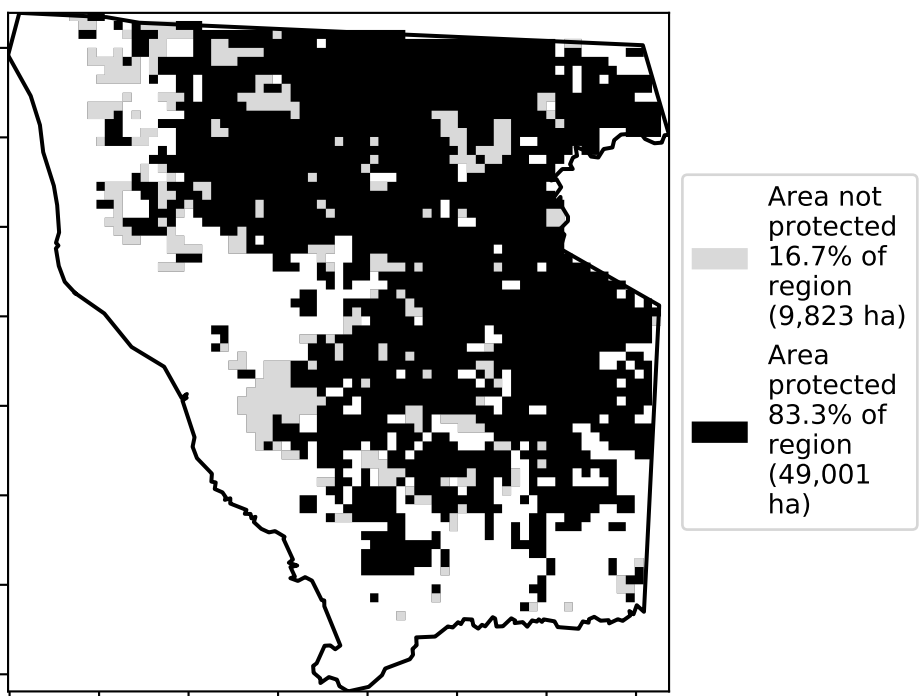 Area not
protected
16.7% of
region
(9,823 ha)
Area
protected
83.3% of
region
(49,001
ha)